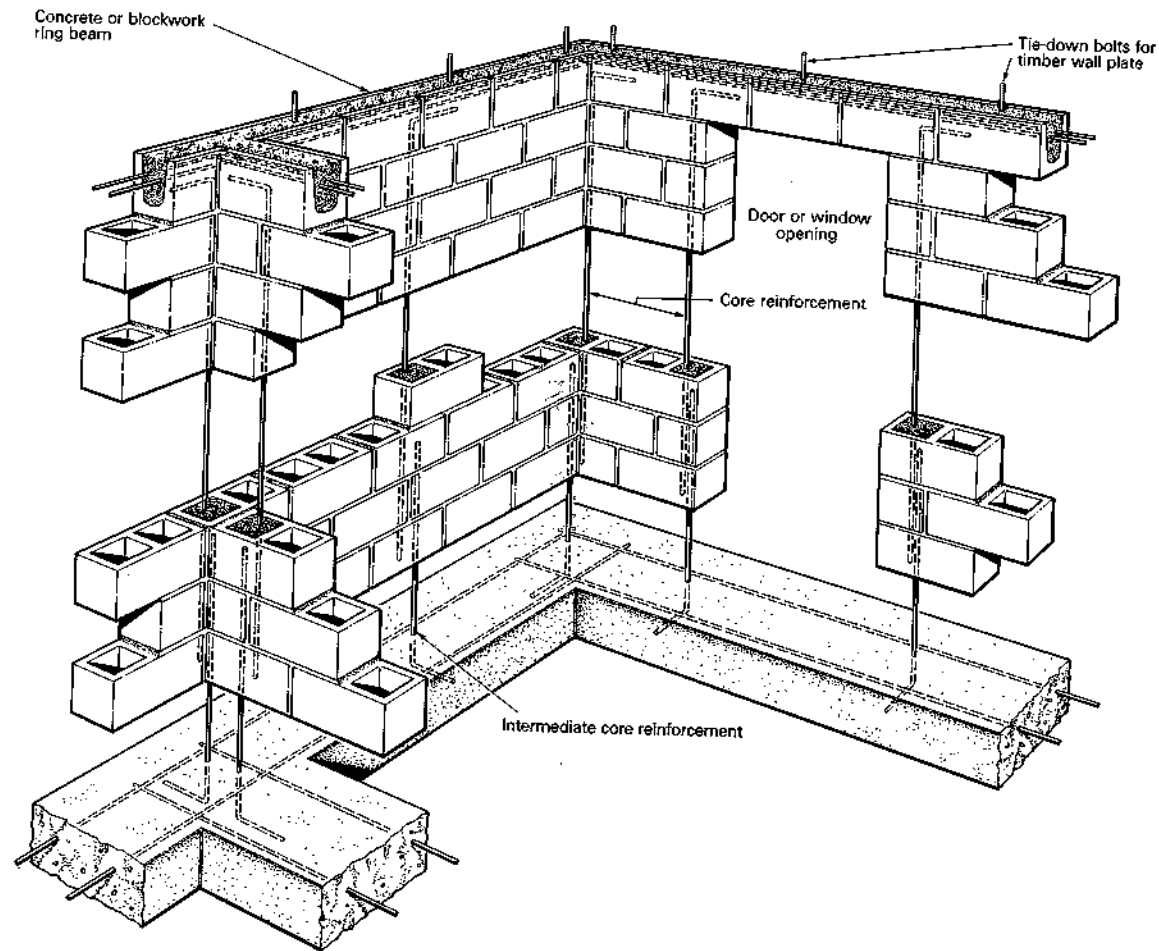 Concrete or blockwork
ring beam
Tie-down bolts for
timber wall plate
Door or window
opening
Core reinforcement
Intermediate core reinforcement